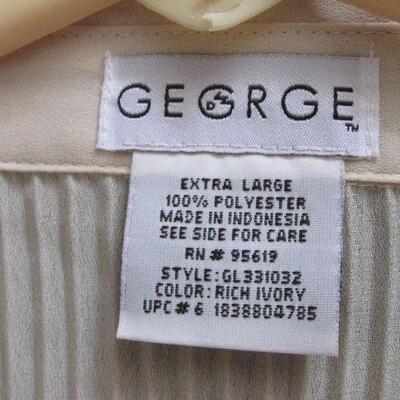 GEORGE
TM
EXTRA LARGE
100% POLYESTER
MADE IN INDONESIA
SEE SIDE FOR CARE
RN # 95619
STYLE: GL331032
COLOR: RICH IVORY
UPC # 6 1838804785